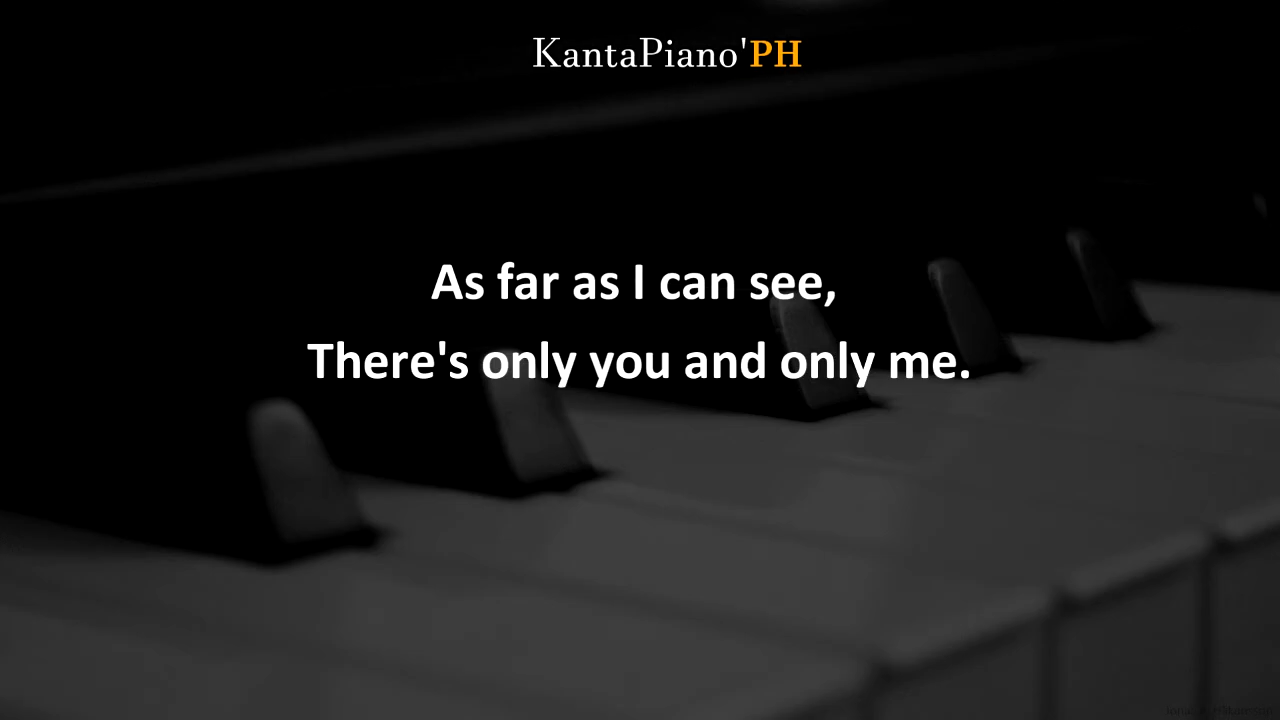 KantaPiano'PH
As far as I can see,
There's only you and only me.